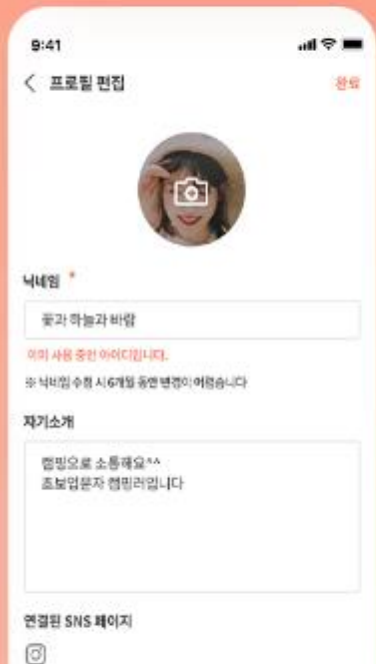 9:41
프로필 편집
완료
닉네임 *
꽃과 하늘과 바람
이미 사용 중인 아이디입니다.
※ 닉네임 수정 시 6개월 동안 변경이 어렵습니다
자기소개
캠핑으로 소통해요^^
초보입문자 캠핑러입니다
연결된 SNS 페이지